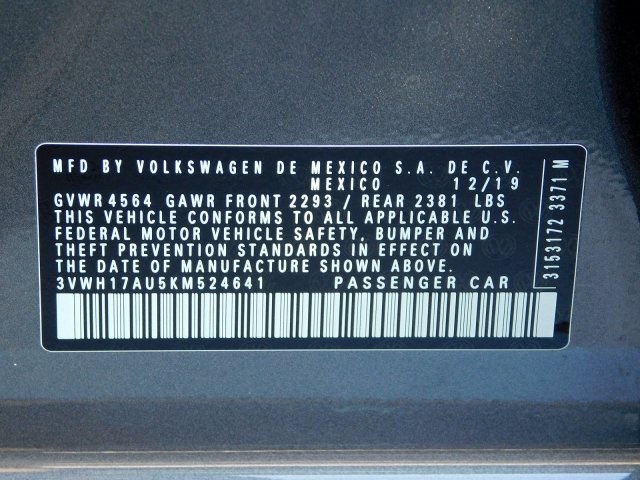 MFD BY VOLKSWAGEN DE MEXICO S.A. DE C.V.
MEXICO 12/19
GVWR 4564 GAWR FRONT 2293 / REAR 2381 LBS
THIS VEHICLE CONFORMS TO ALL APPLICABLE U.S.
FEDERAL MOTOR VEHICLE SAFETY, BUMPER AND
THEFT PREVENTION STANDARDS IN EFFECT ON
THE DATE OF MANUFACTURE SHOWN ABOVE.
3VWH17AU5KM524641 PASSENGER CAR
3153172 3371 M